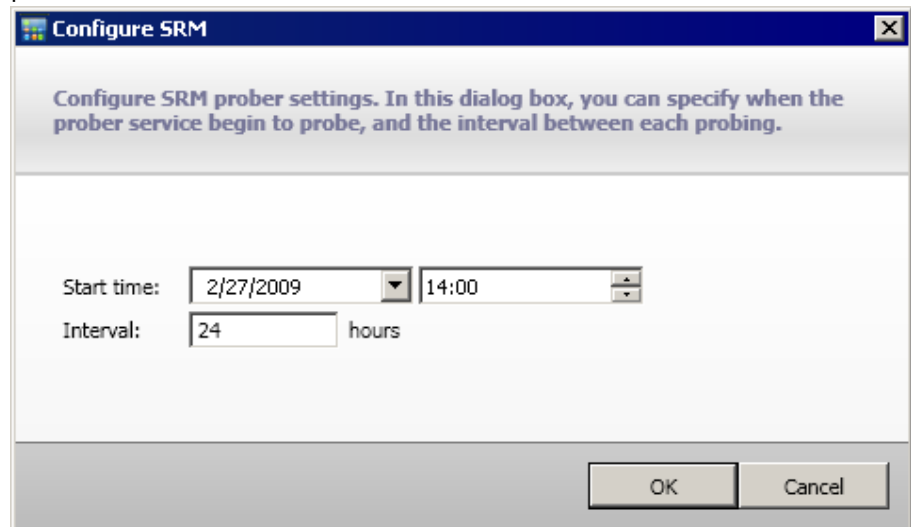 Configure SRM
Configure SRM prober settings. In this dialog box, you can specify when the
prober service begin to probe, and the interval between each probing.
Start time: 2/27/2009 14:00
Interval: 24 hours
OK Cancel